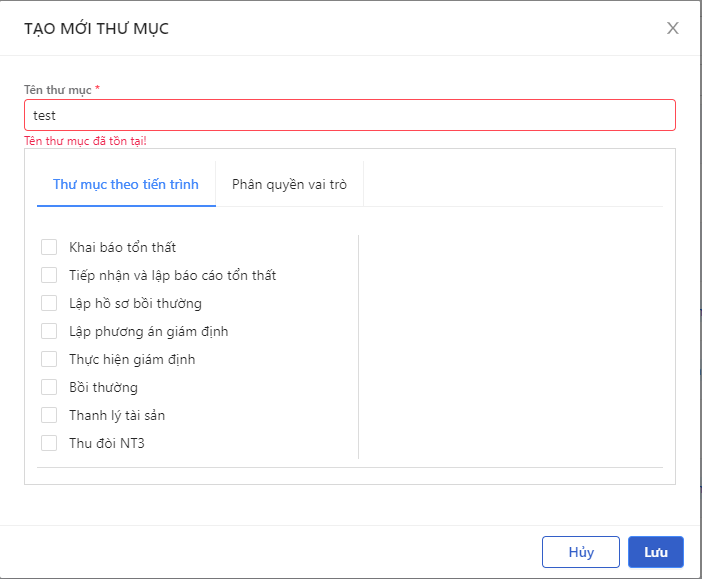 TẠO MỚI THƯ MỤC
Tên thư mục *
test
Tên thư mục đã tồn tại!
Thư mục theo tiến trình
Phân quyền vai trò
Khai báo tổn thất
Tiếp nhận và lập báo cáo tổn thất
Lập hồ sơ bồi thường
Lập phương án giám định
Thực hiện giám định
Bồi thường
Thanh lý tài sản
Thu đòi NT3
Hủy
Lưu